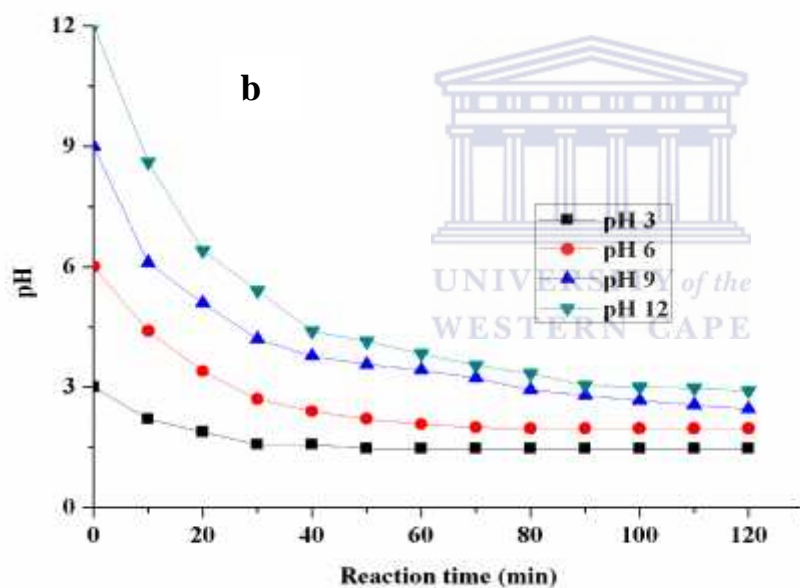 12
b
9
pH 3
pH 6
6
pH 9
UNIVERSITY of the
pH 12
WESTERN CAPE
pH
3
0
0 20 40 60 80 100 120
Reaction time (min)